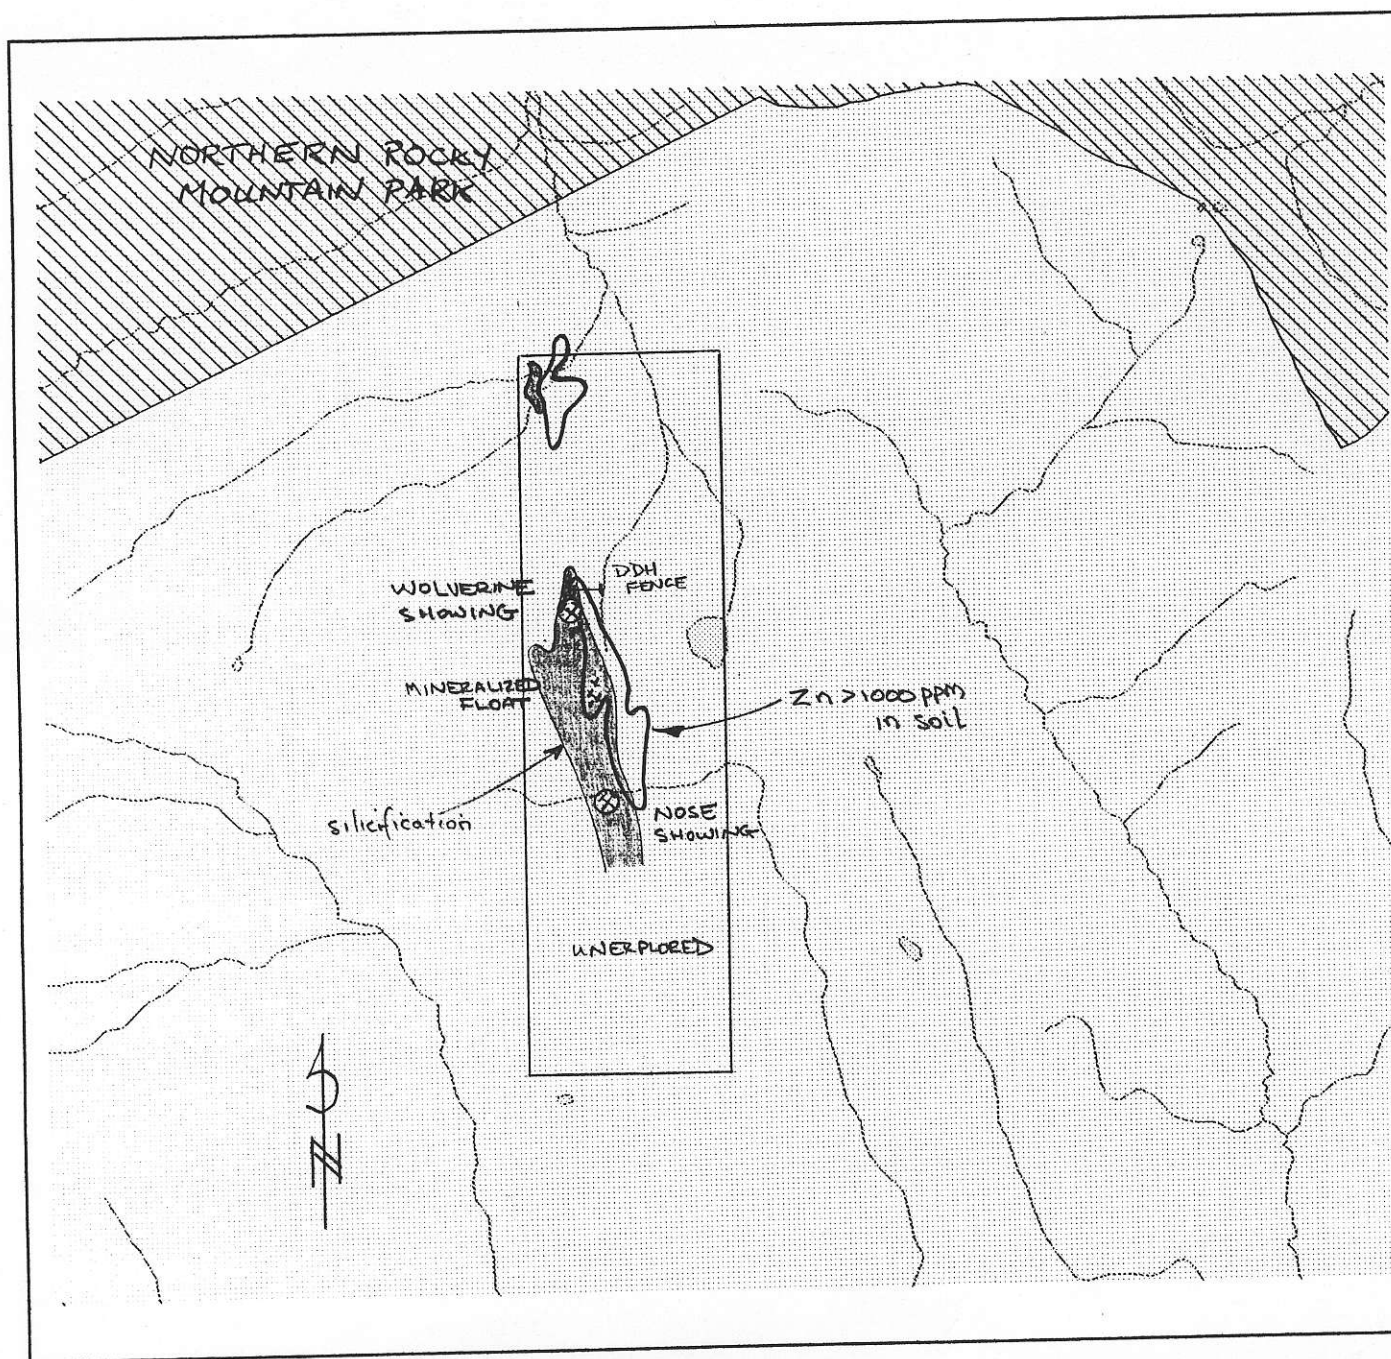 NORTHERN ROCKY
MOUNTAIN PARK
DDH
FENCE
WOLVERINE
SHOWING
MINERALIZED
FLOAT
Zn > 1000 ppm
in soil
silicification
NOSE
SHOWING
UNEXPLORED
N